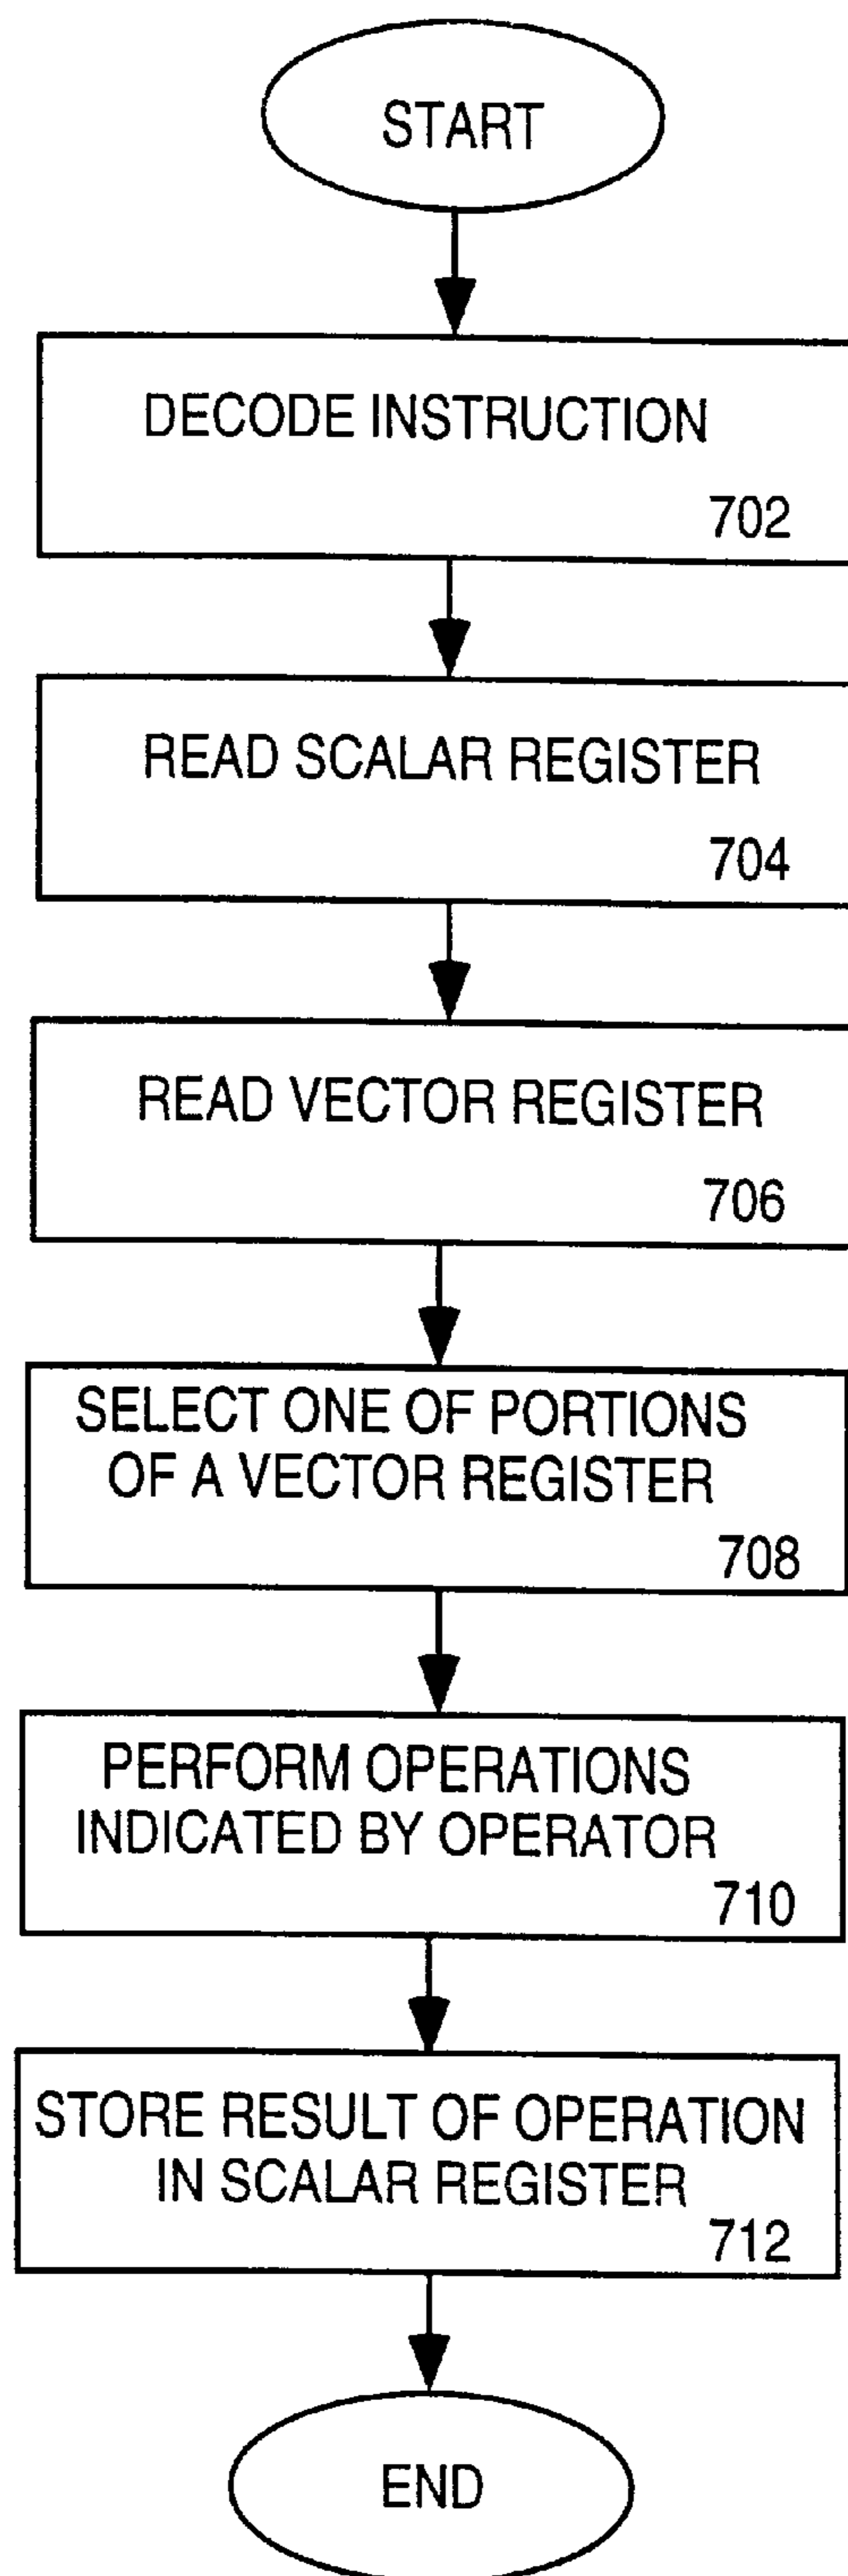 START
DECODE INSTRUCTION
702
READ SCALAR REGISTER
704
READ VECTOR REGISTER
706
SELECT ONE OF PORTIONS
OF A VECTOR REGISTER
708
PERFORM OPERATIONS
INDICATED BY OPERATOR
710
STORE RESULT OF OPERATION
IN SCALAR REGISTER
712
END